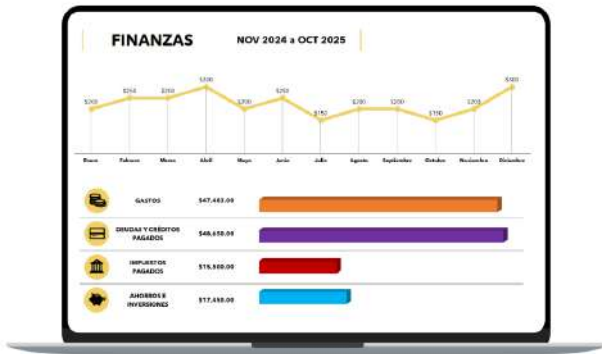 FINANZAS
NOV 2024 a OCT 2025
$200 $250 $250 $300 $200 $250 $150 $200 $200 $150 $200 $300
Enero Febrero Marzo Abril Mayo Junio Julio Agosto Septiembre Octubre Noviembre Diciembre
GASTOS $47,403.00
DEUDAS Y CRÉDITOS
PAGADOS $48,650.00
IMPUESTOS
PAGADOS $15,500.00
AHORROS E
INVERSIONES $17,450.00